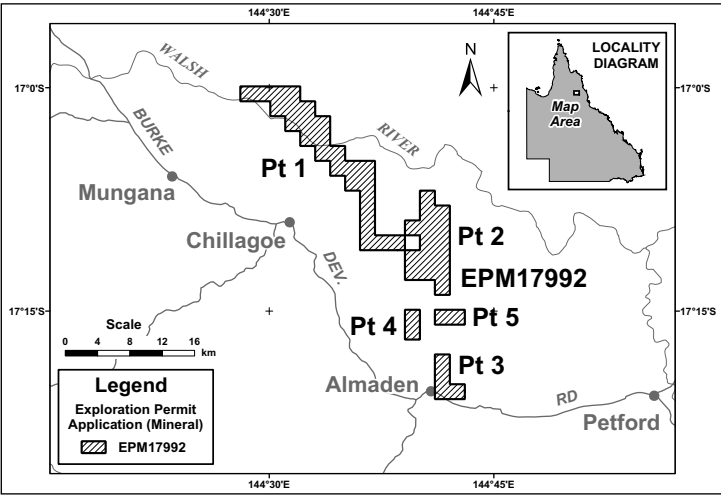 144°30'E
144°45'E
17°0'S
17°0'S
WALSH
RIVER
N
LOCALITY
DIAGRAM
Map
Area
BURKE
Pt 1
Mungana
Chillagoe
DEV.
Pt 2
EPM17992
17°15'S
17°15'S
Pt 4
Pt 5
Scale
0 4 8 12 16
km
Pt 3
Almaden
RD
Petford
Legend
Exploration Permit
Application (Mineral)
EPM17992
144°30'E
144°45'E